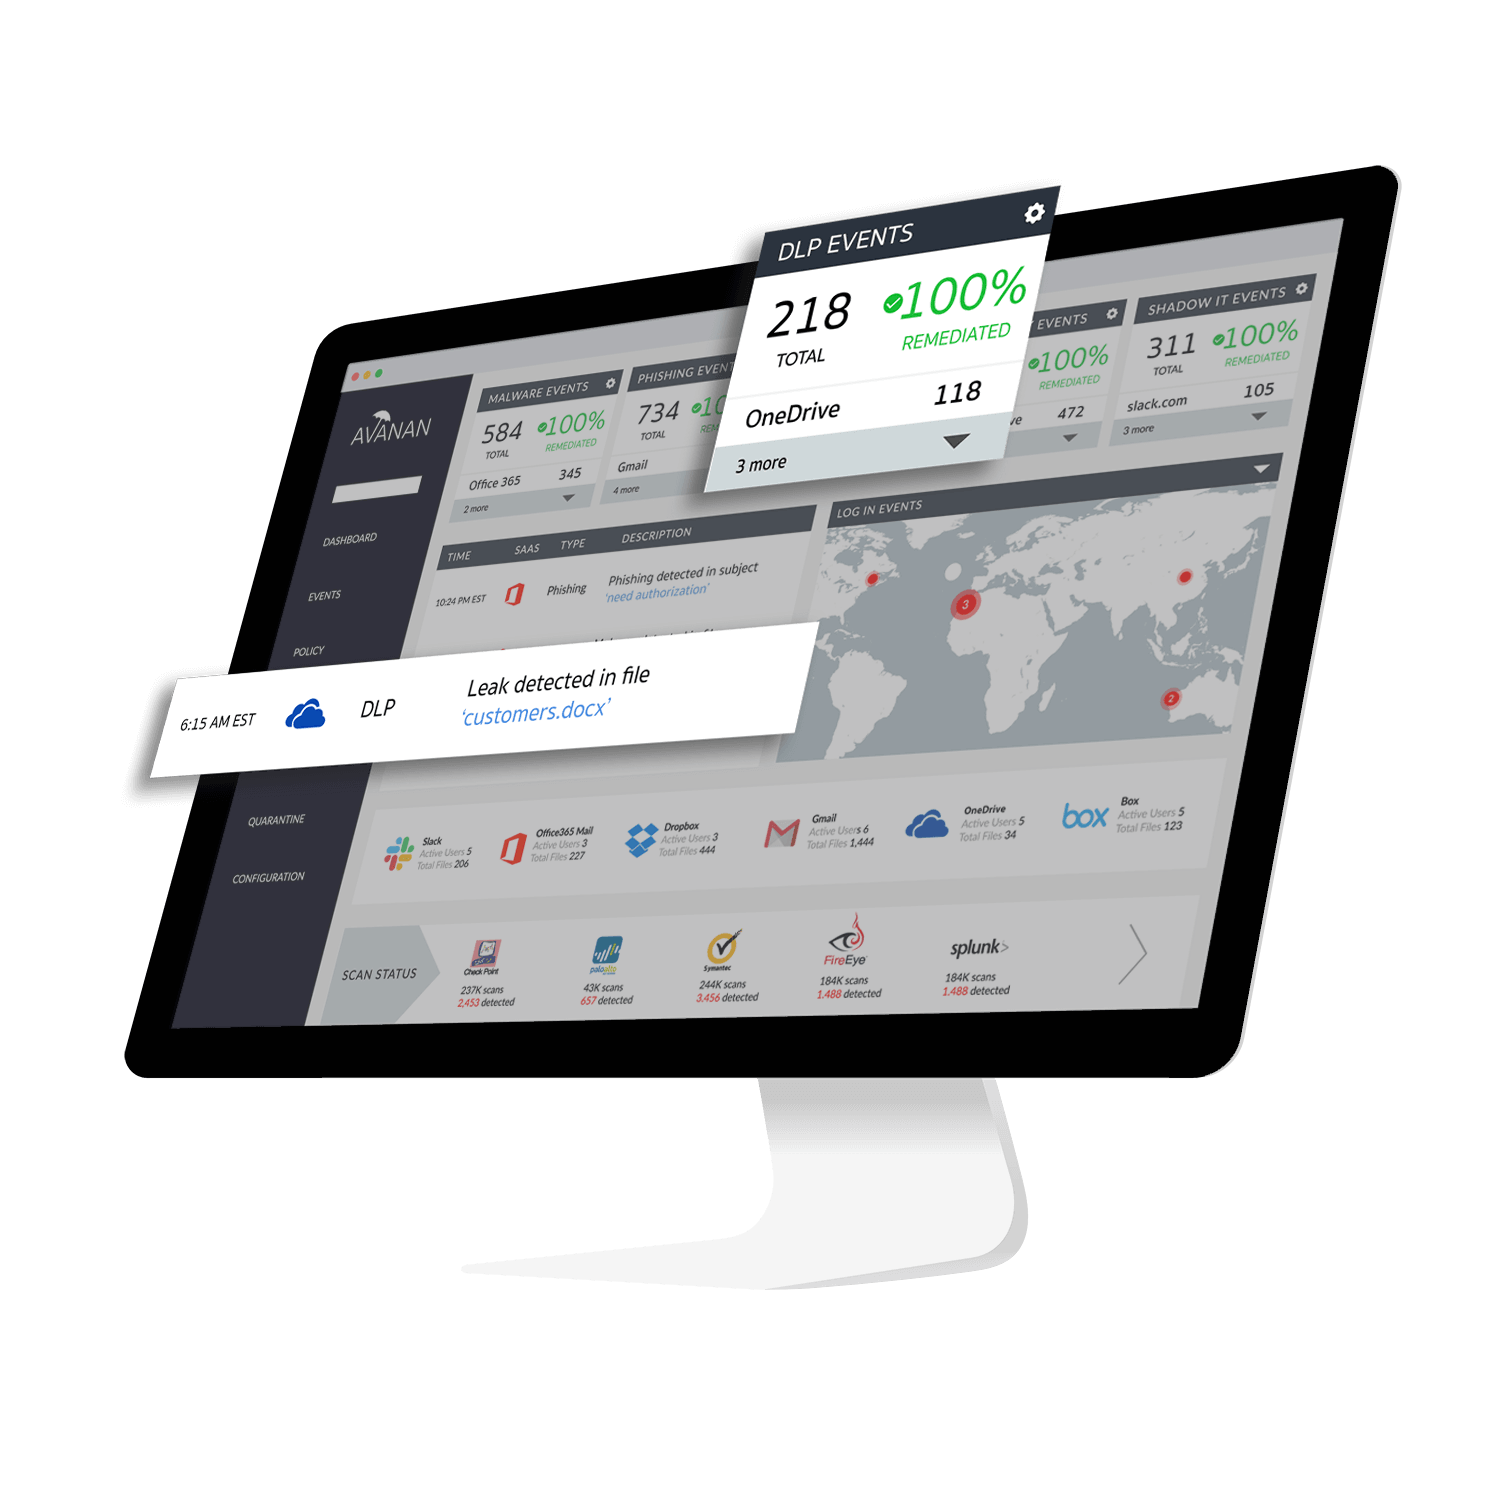 DLP EVENTS
218
TOTAL
100%
REMEDIATED
OneDrive 118
3 more
AVANAN
DASHBOARD
EVENTS
POLICY
QUARANTINE
CONFIGURATION
MALWARE EVENTS
584
TOTAL
100%
REMEDIATED
Office 365 345
2 more
PHISHING
734
TOTAL
Gmail
4 more
EVENTS
100%
REMEDIATED
472
SHADOW IT EVENTS
311
TOTAL
100%
REMEDIATED
slack.com 105
3 more
TIME SAAS TYPE DESCRIPTION
10:24 PM EST Phishing Phishing detected in subject
'need authorization'
6:15 AM EST DLP Leak detected in file
'customers.docx'
LOG IN EVENTS
3
2
Slack
Active Users 5
Total Files 206
Office365 Mail
Active Users 3
Total Files 227
Dropbox
Active Users 3
Total Files 444
Gmail
Active Users 6
Total Files 1,444
OneDrive
Active Users 5
Total Files 34
box
Box
Active Users 5
Total Files 123
SCAN STATUS
Check Point
237K scans
2,453 detected
paloalto
43K scans
657 detected
Symantec
244K scans
3.456 detected
FireEye
184K scans
1.488 detected
splunk>
184K scans
1.488 detected